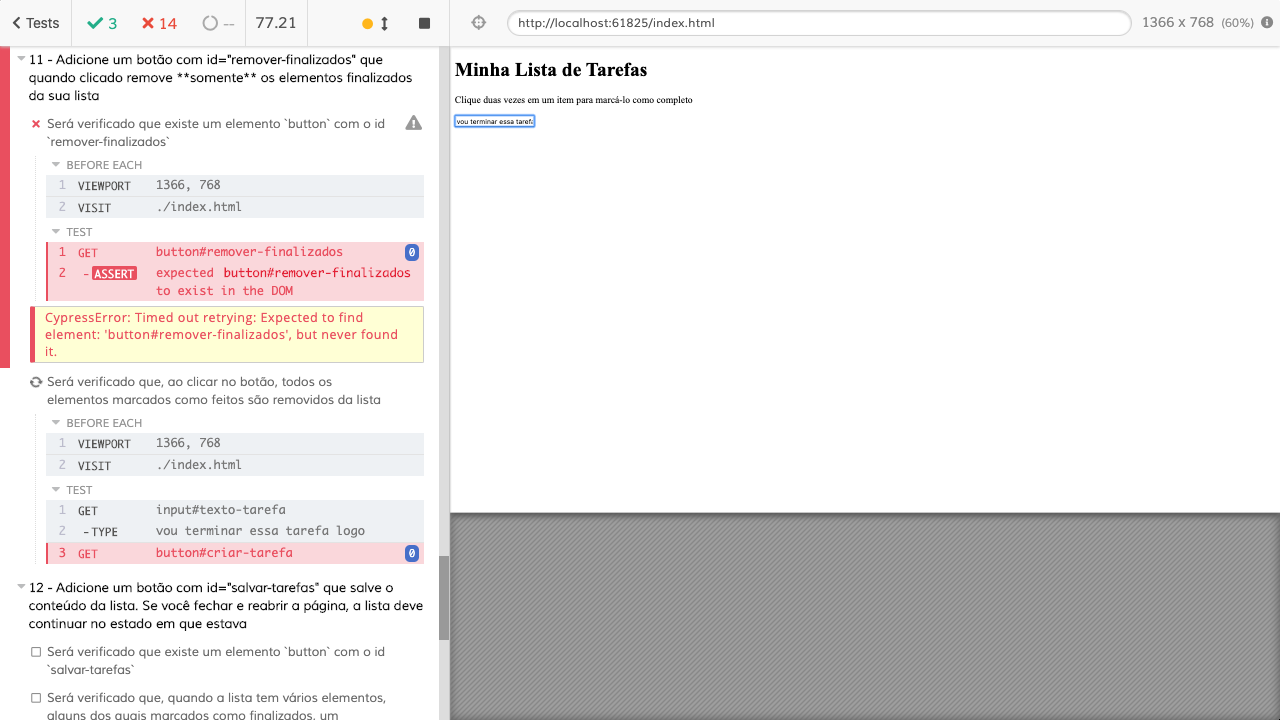 Tests
3
14
--
77.21
http://localhost:61825/index.html
1366 x 768 (60%)
11 - Adicione um botão com id="remover-finalizados" que
quando clicado remove **somente** os elementos finalizados
da sua lista
Será verificado que existe um elemento `button` com o id
`remover-finalizados`
BEFORE EACH
1 VIEWPORT 1366, 768
2 VISIT ./index.html
TEST
1 GET button#remover-finalizados 0
2 -ASSERT expected button#remover-finalizados
to exist in the DOM
CypressError: Timed out retrying: Expected to find
element: 'button#remover-finalizados', but never found
it.
Será verificado que, ao clicar no botão, todos os
elementos marcados como feitos são removidos da lista
BEFORE EACH
1 VIEWPORT 1366, 768
2 VISIT ./index.html
TEST
1 GET input#texto-tarefa
2 -TYPE vou terminar essa tarefa logo
3 GET button#criar-tarefa 0
12 - Adicione um botão com id="salvar-tarefas" que salve o
conteúdo da lista. Se você fechar e reabrir a página, a lista deve
continuar no estado em que estava
Será verificado que existe um elemento `button` com o id
`salvar-tarefas`
Será verificado que, quando a lista tem vários elementos,
alguns dos quais marcados como finalizados, um
Minha Lista de Tarefas
Clique duas vezes em um item para marcá-lo como completo
vou terminar essa taref